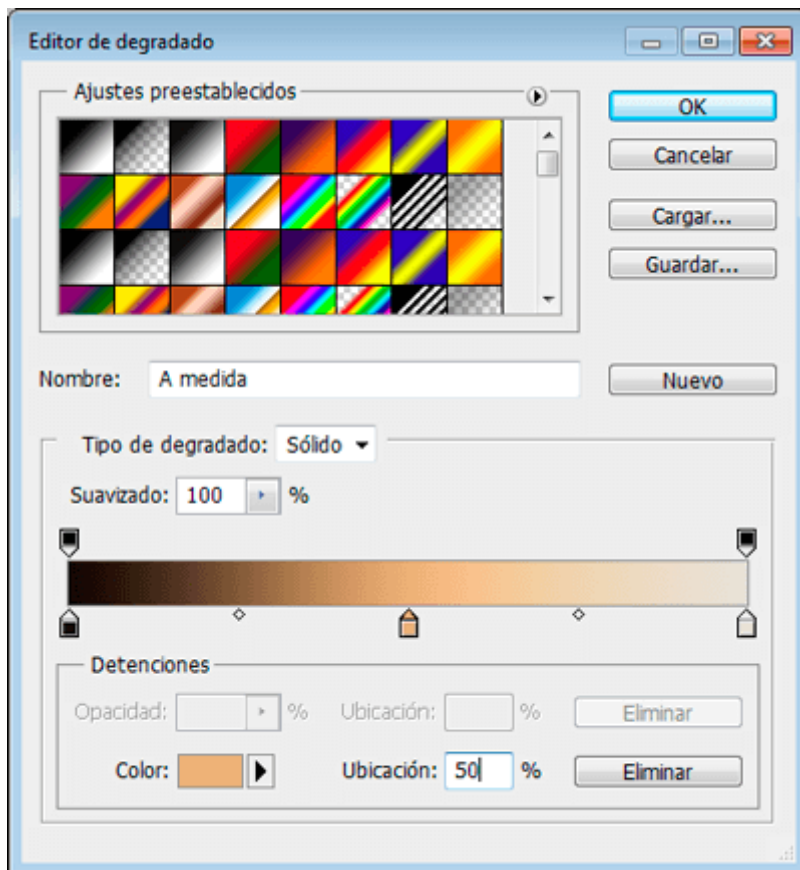 Editor de degradado
Ajustes preestablecidos
OK
Cancelar
Cargar...
Guardar...
Nombre: A medida
Nuevo
Tipo de degradado: Sólido
Suavizado: 100 %
Detenciones
Opacidad: % Ubicación: % Eliminar
Color: Ubicación: 50 % Eliminar